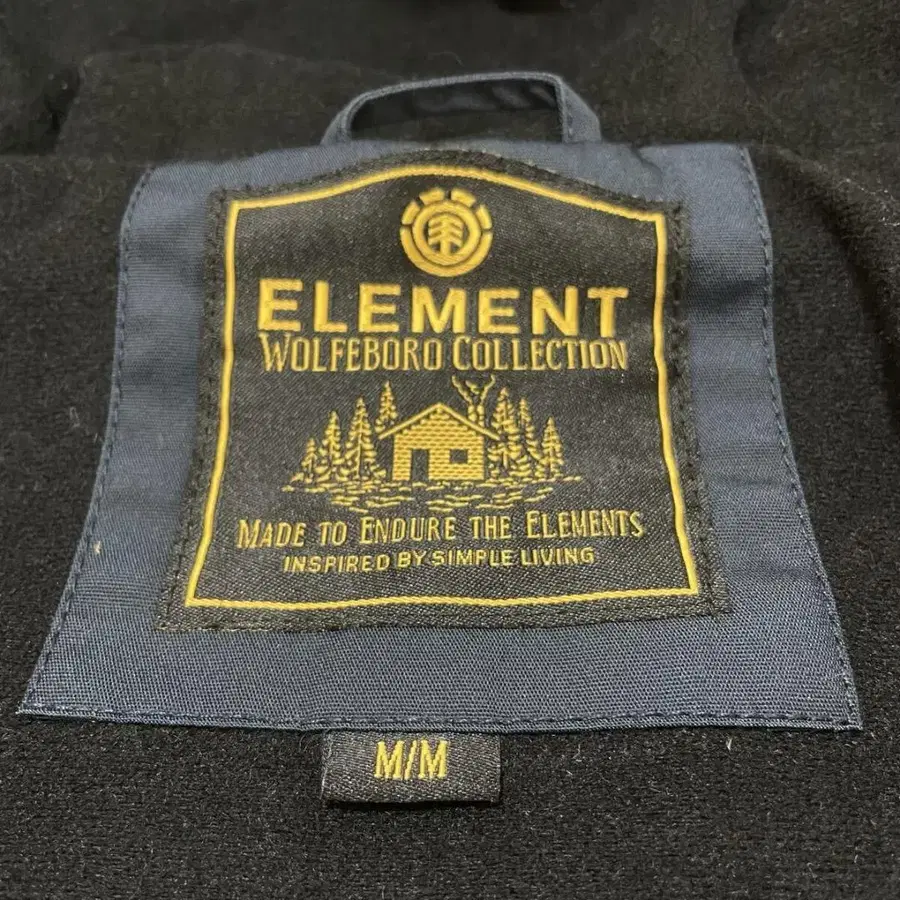 ELEMENT
WOLFEBORO COLLECTION
MADE TO ENDURE THE ELEMENTS
INSPIRED BY SIMPLE LIVING
M/M